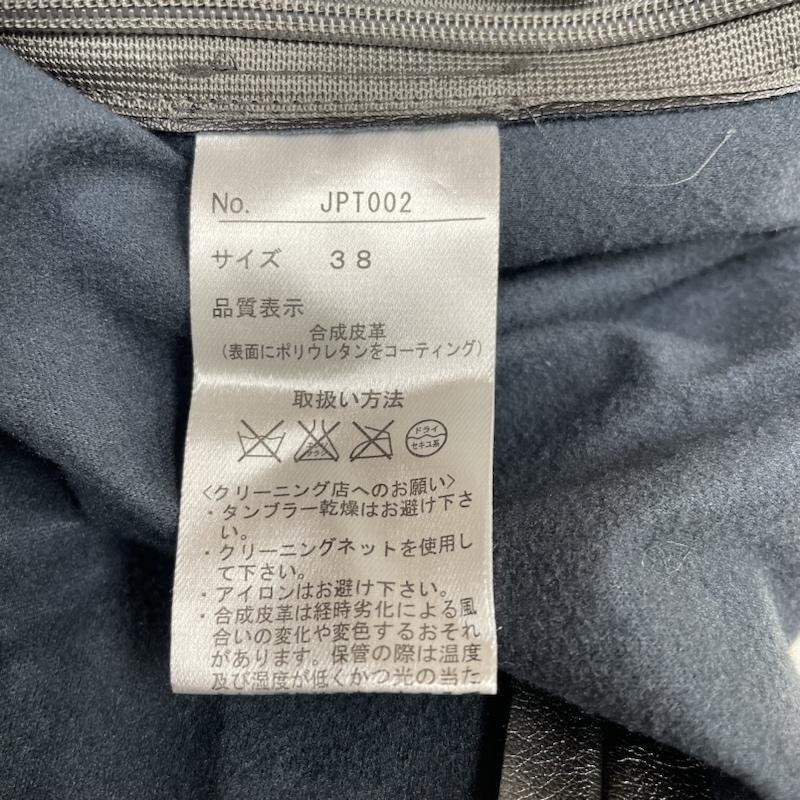 No. JPT002
サイズ 38
品質表示
合成皮革
(表面にポリウレタンをコーティング)
取扱い方法
エンソサラシ
ドライ
セキユ系
<クリーニング店へのお願い>
・タンブラー乾燥はお避け下さ
い。
・クリーニングネットを使用し
て下さい。
・アイロンはお避け下さい。
・合成皮革は経時劣化による風
合いの変化や変色するおそれ
があります。保管の際は温度
及び湿度が低くかつ光の当た